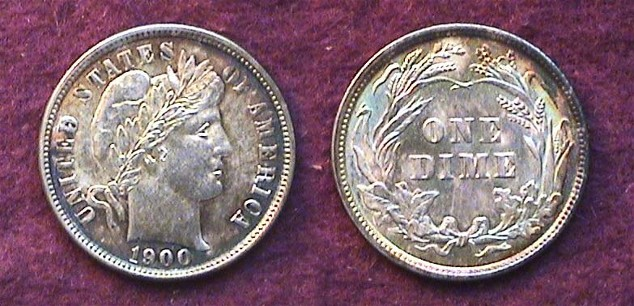 UNITED STATES OF AMERICA
1900
ONE
DIME